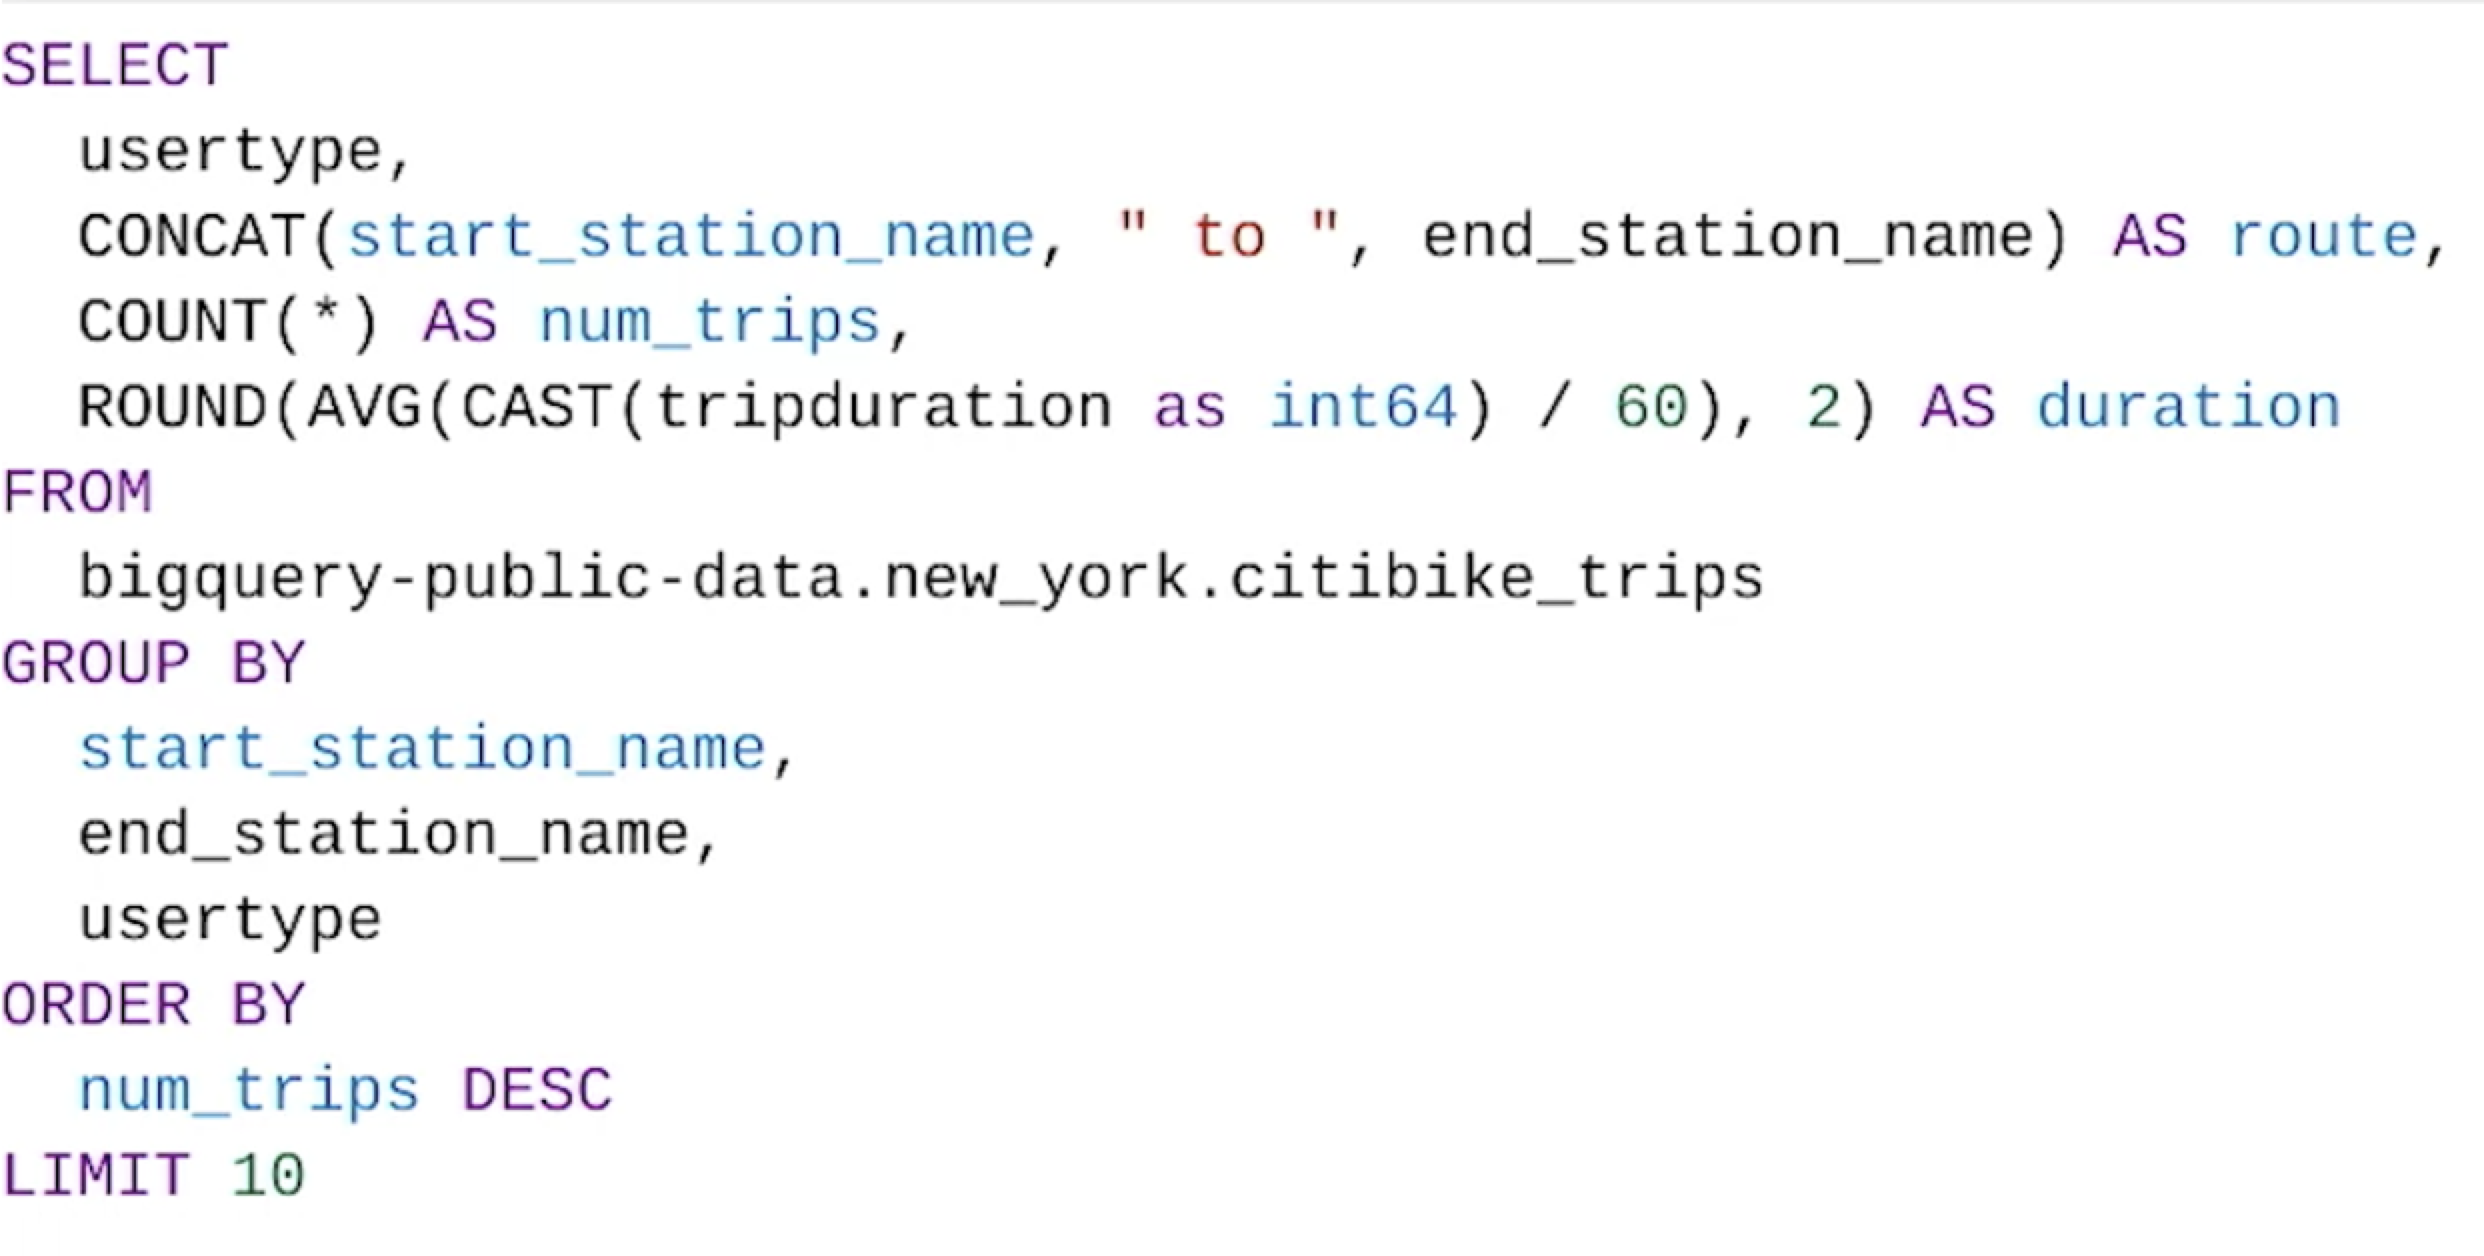 SELECT
  usertype,
  CONCAT(start_station_name, " to ", end_station_name) AS route,
  COUNT(*) AS num_trips,
  ROUND(AVG(CAST(tripduration as int64) / 60), 2) AS duration
FROM
  bigquery-public-data.new_york.citibike_trips
GROUP BY
  start_station_name,
  end_station_name,
  usertype
ORDER BY
  num_trips DESC
LIMIT 10